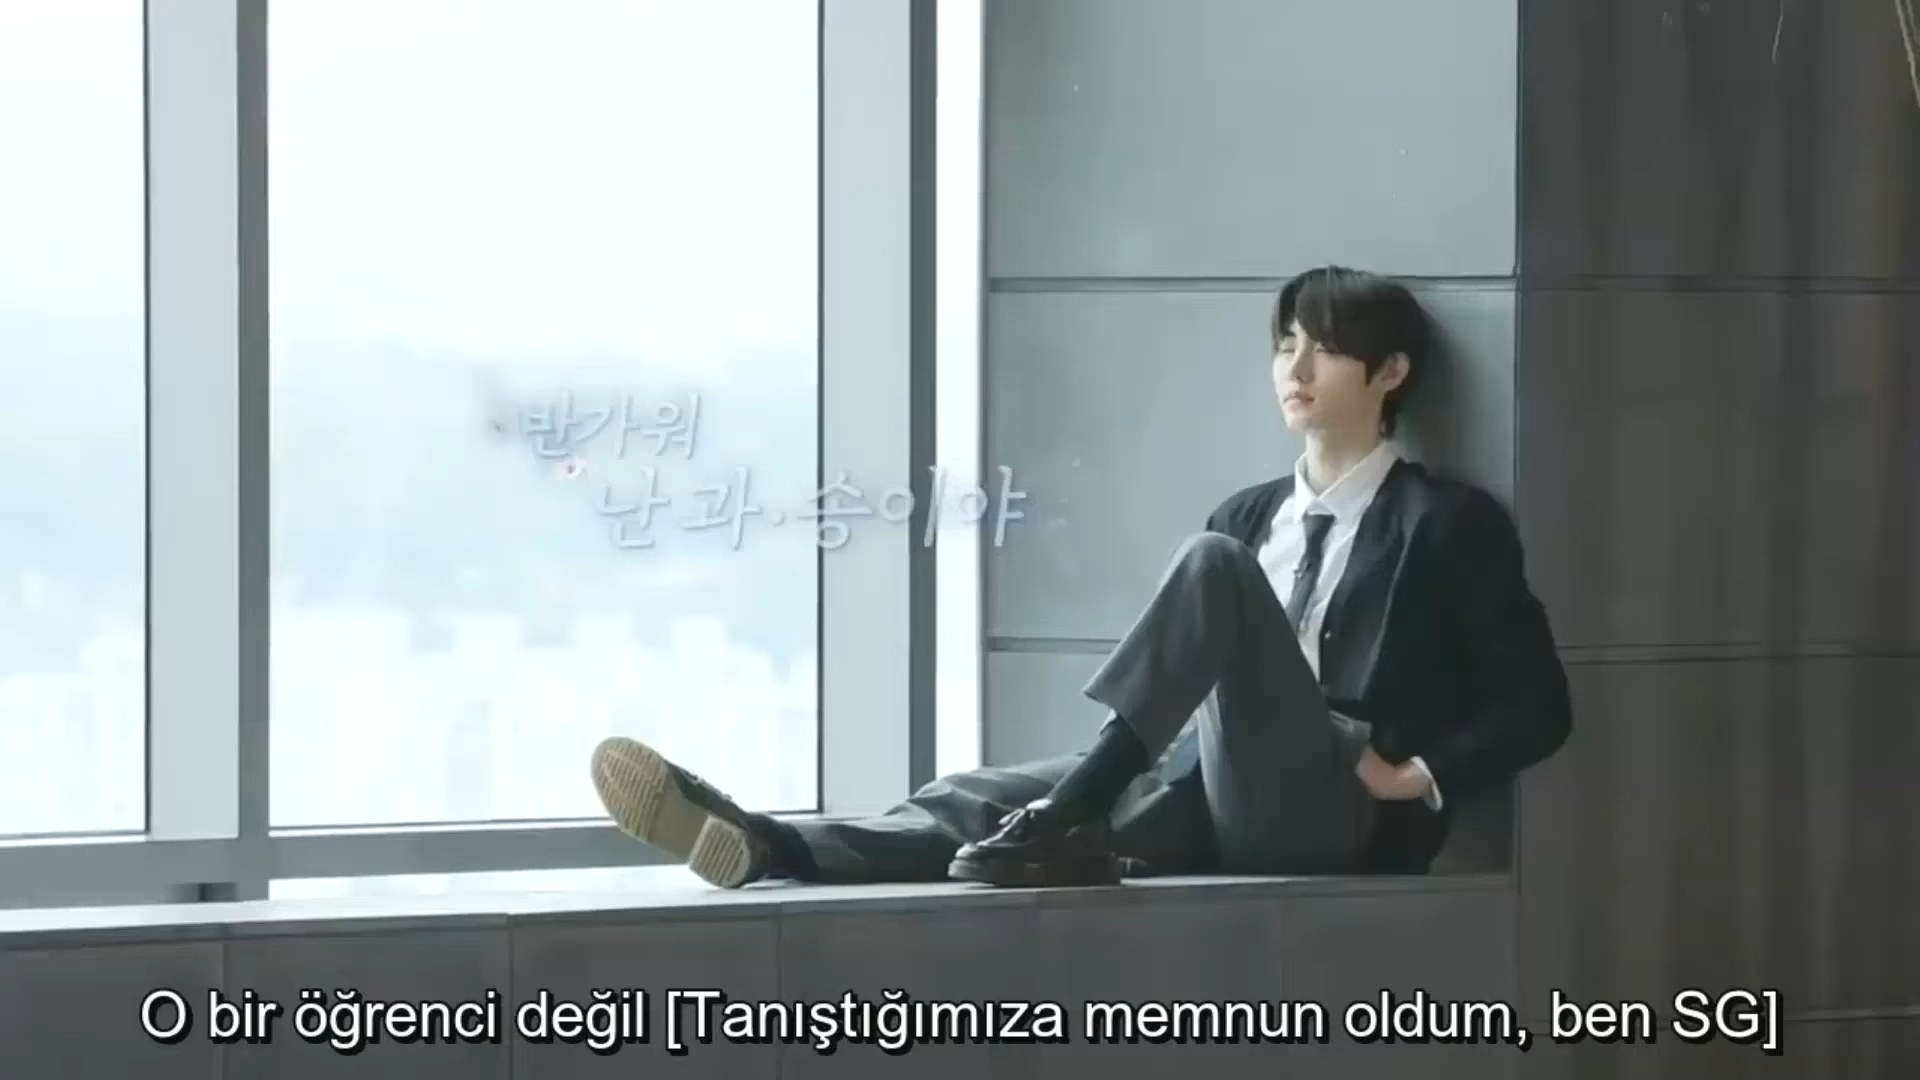 반가워
난 과·송이야
O bir öğrenci değil [Tanıştığımıza memnun oldum, ben SG]